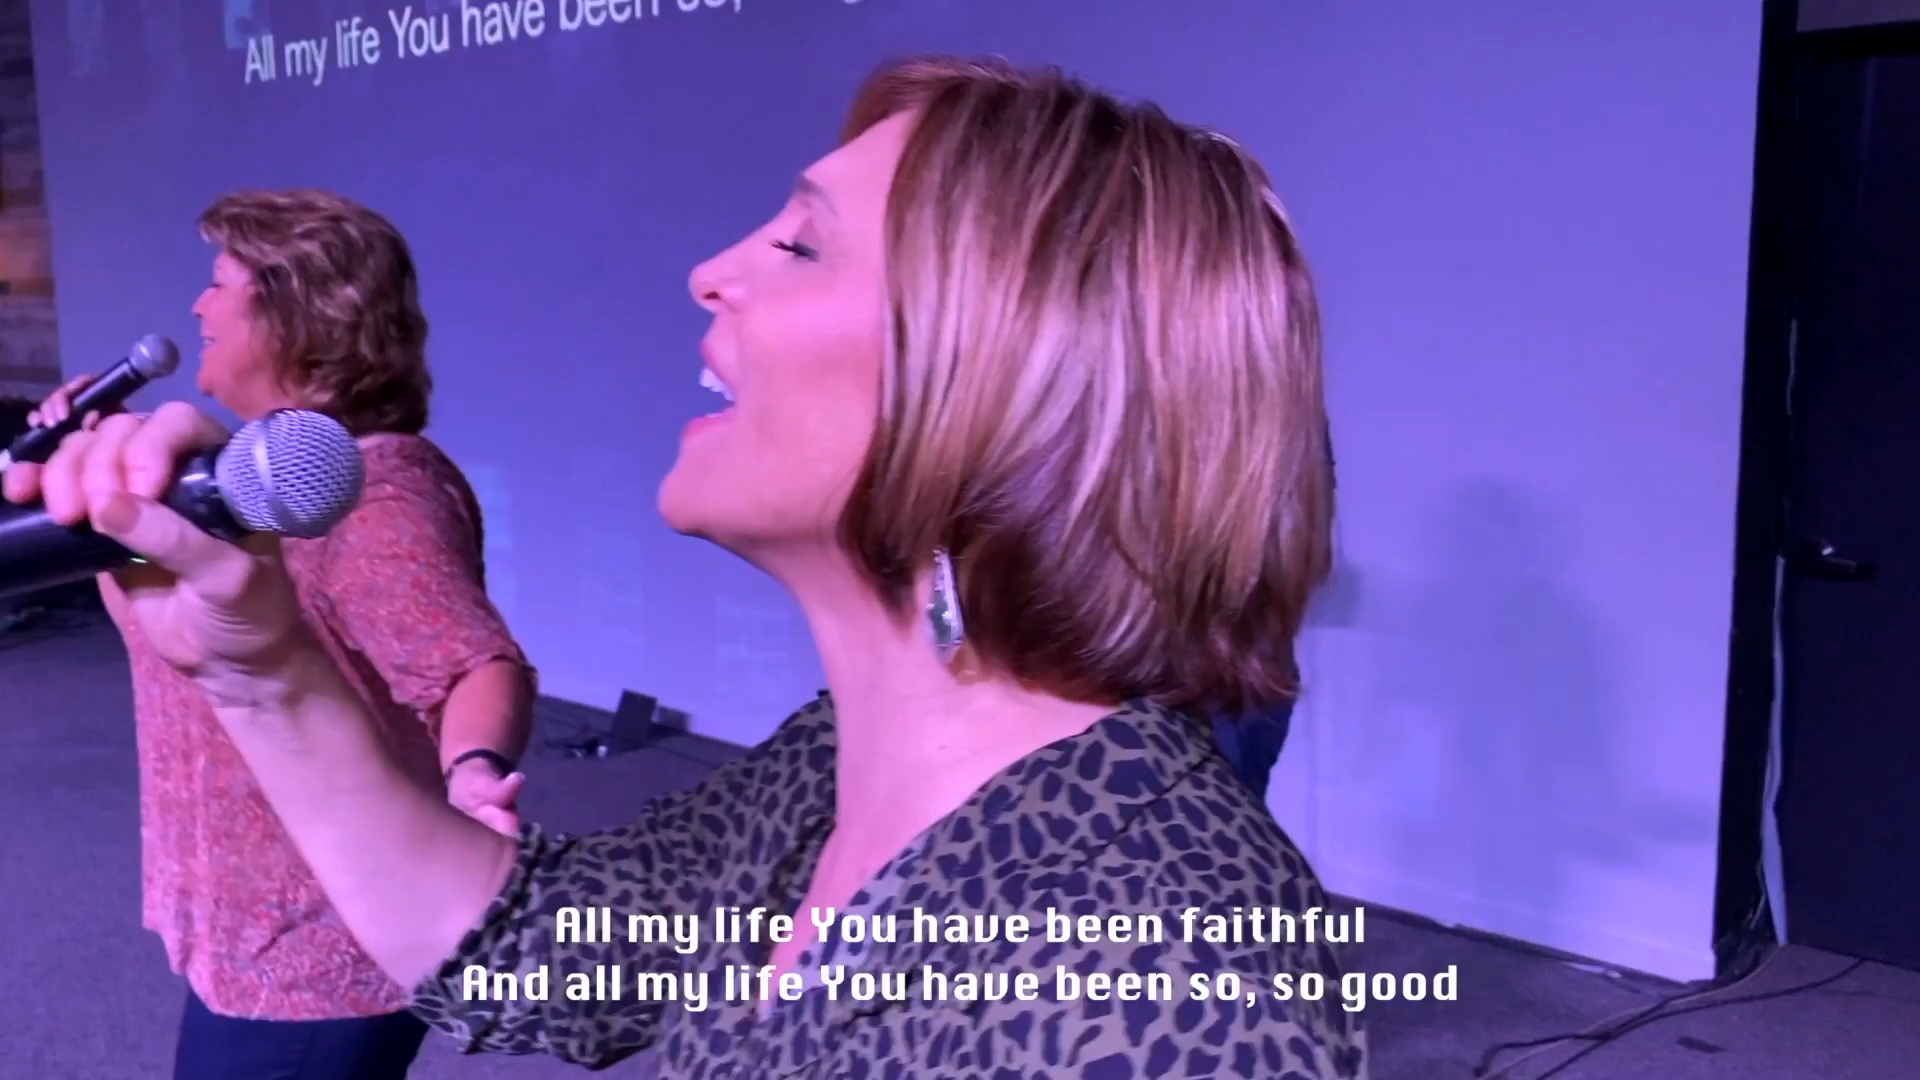 All my life You have been so,
All my life You have been faithful
And all my life You have been so, so good